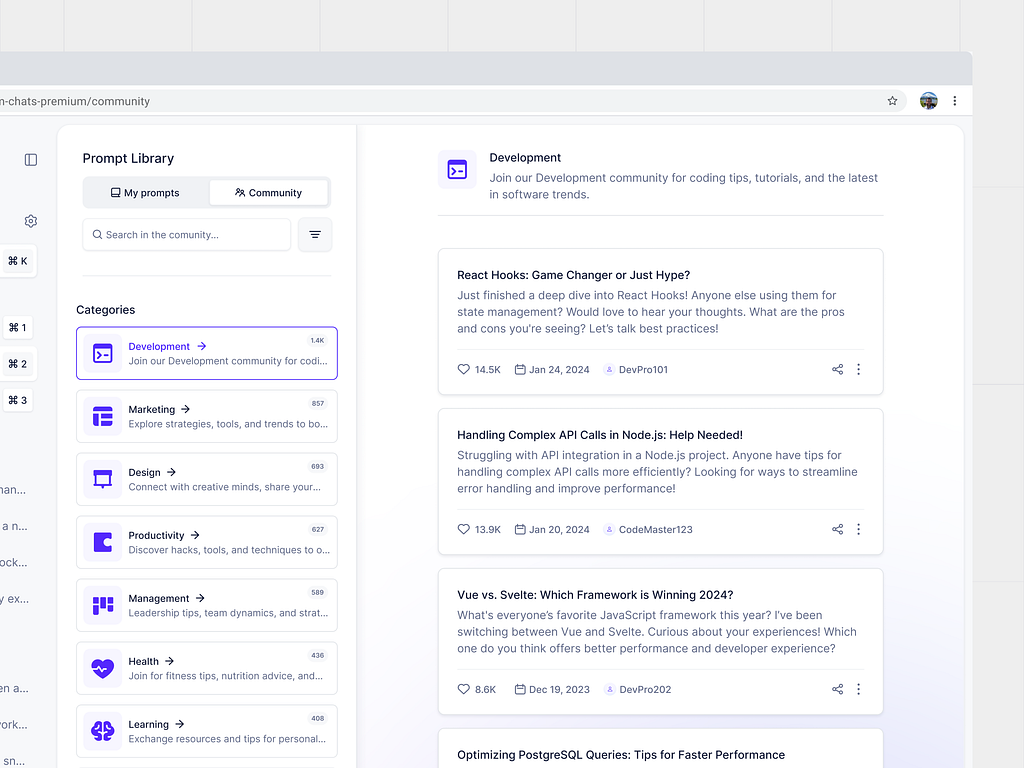 n-chats-premium/community
⌘ K
⌘ 1
⌘ 2
⌘ 3
nan...
a n...
ock...
y ex...
en a...
vork...
sn...
Prompt Library
My prompts
Community
Search in the comunity...
Categories
Development →
1.4K
Join our Development community for codi...
Marketing →
857
Explore strategies, tools, and trends to bo...
Design →
693
Connect with creative minds, share your...
Productivity →
627
Discover hacks, tools, and techniques to o...
Management →
589
Leadership tips, team dynamics, and strat...
Health →
436
Join for fitness tips, nutrition advice, and...
Learning →
408
Exchange resources and tips for personal...
Development
Join our Development community for coding tips, tutorials, and the latest
in software trends.
React Hooks: Game Changer or Just Hype?
Just finished a deep dive into React Hooks! Anyone else using them for
state management? Would love to hear your thoughts. What are the pros
and cons you're seeing? Let's talk best practices!
14.5K Jan 24, 2024 DevPro101
Handling Complex API Calls in Node.js: Help Needed!
Struggling with API integration in a Node.js project. Anyone have tips for
handling complex API calls more efficiently? Looking for ways to streamline
error handling and improve performance!
13.9K Jan 20, 2024 CodeMaster123
Vue vs. Svelte: Which Framework is Winning 2024?
What's everyone's favorite JavaScript framework this year? I've been
switching between Vue and Svelte. Curious about your experiences! Which
one do you think offers better performance and developer experience?
8.6K Dec 19, 2023 DevPro202
Optimizing PostgreSQL Queries: Tips for Faster Performance